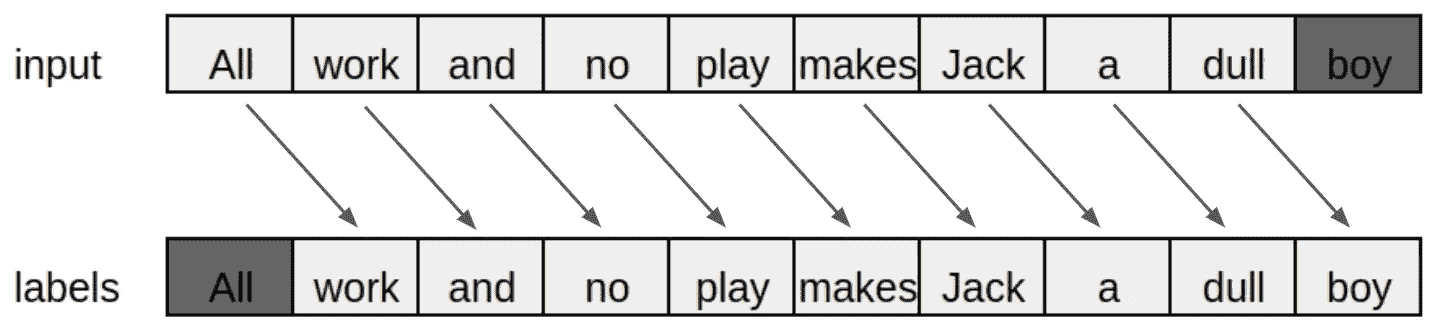 input All work and no play makes Jack a dull boy
labels All work and no play makes Jack a dull boy